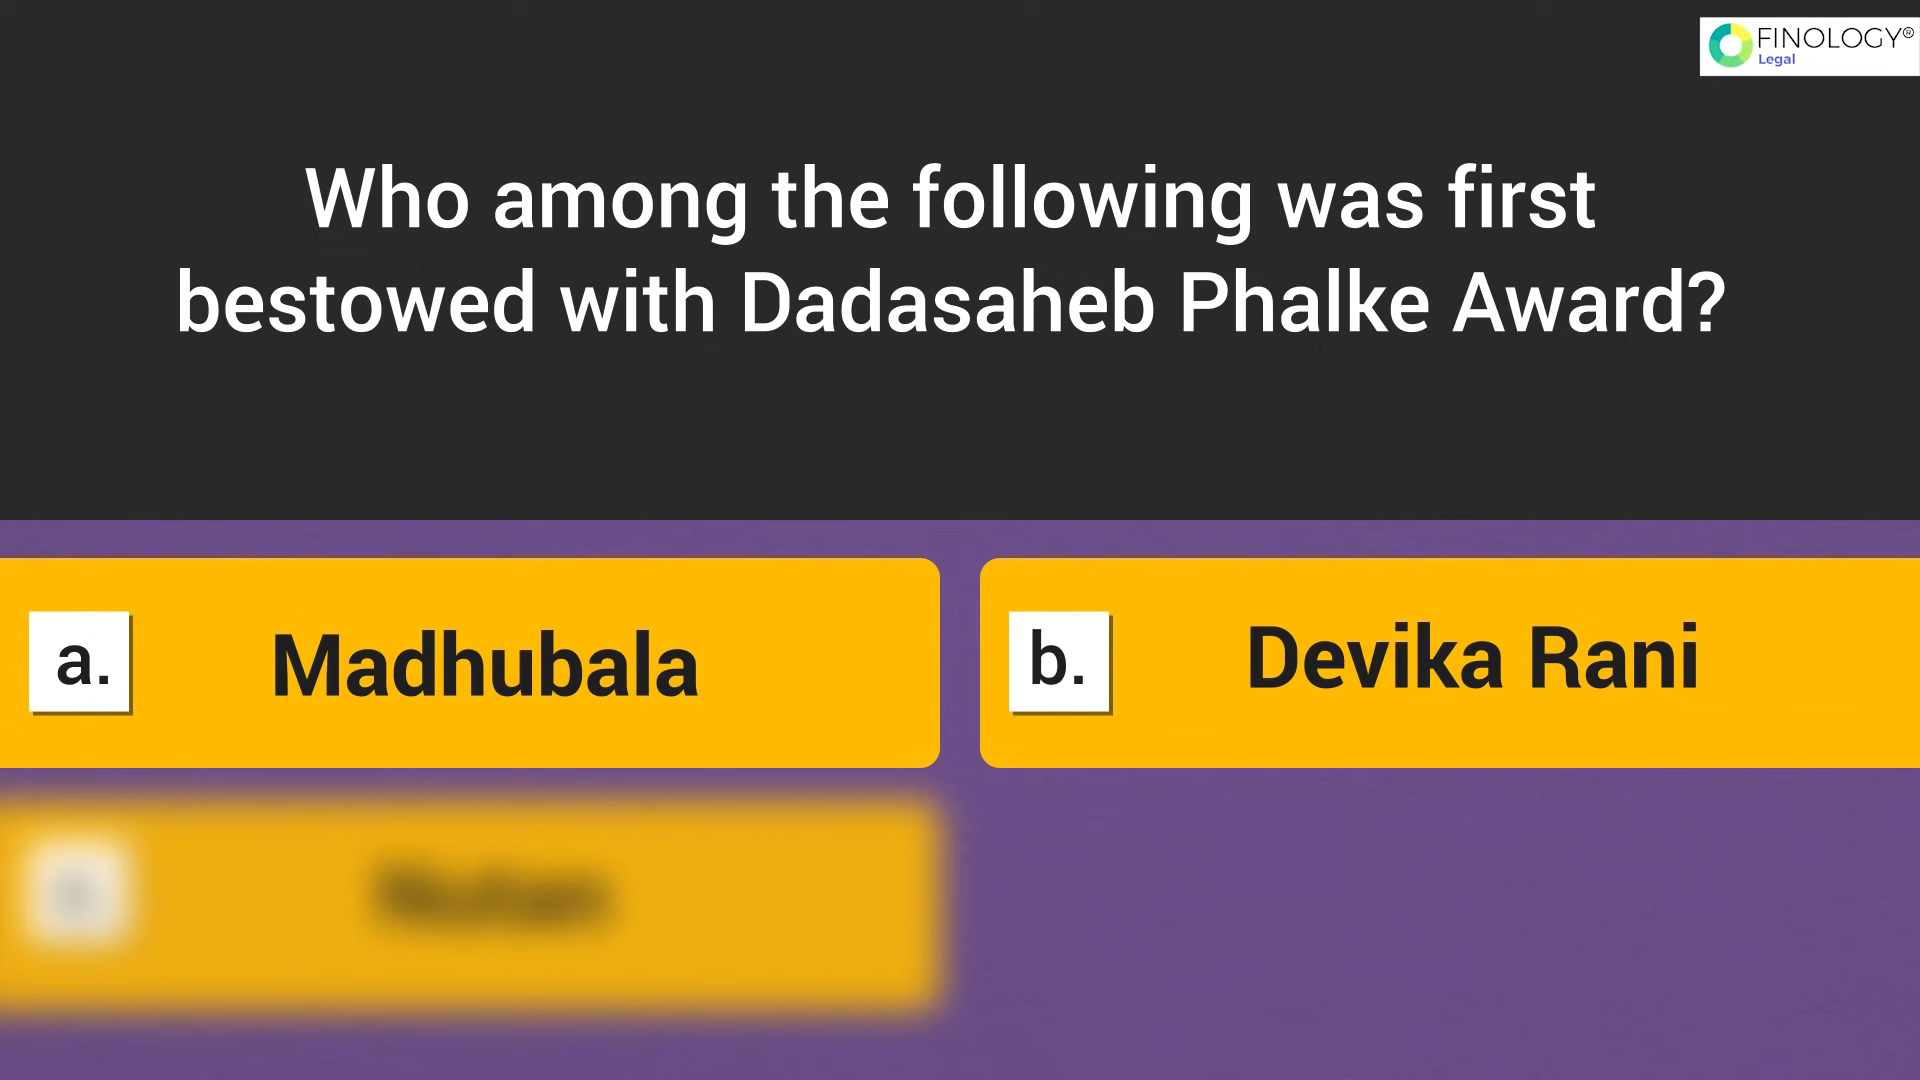 FINOLOGY®
Legal
Who among the following was first
bestowed with Dadasaheb Phalke Award?
a. Madhubala
b. Devika Rani